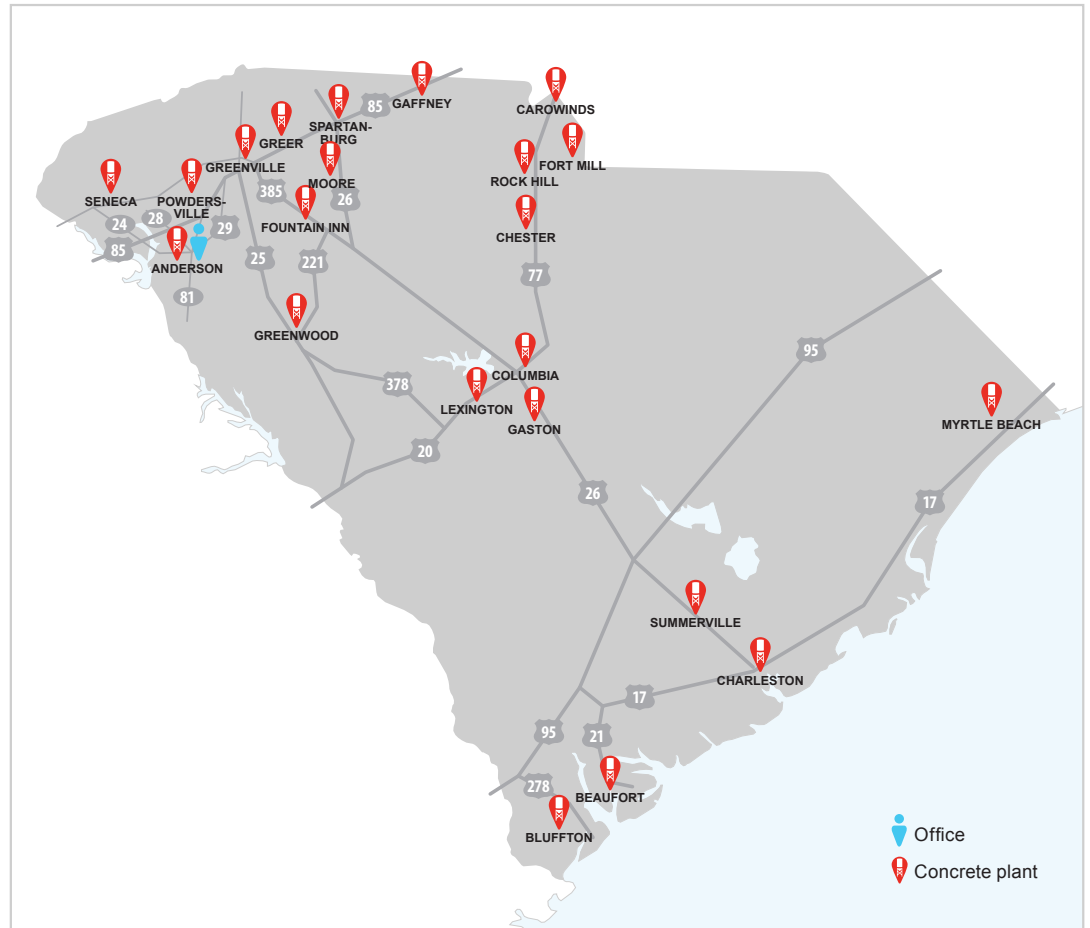 GAFFNEY
85
CAROWINDS
SPARTAN-
BURG
GREER
GREENVILLE
MOORE
FORT MILL
ROCK HILL
SENECA
POWDERS-
VILLE
385
26
FOUNTAIN INN
CHESTER
24
28
29
85
ANDERSON
25
221
77
81
GREENWOOD
95
COLUMBIA
378
LEXINGTON
GASTON
MYRTLE BEACH
20
26
17
SUMMERVILLE
CHARLESTON
17
95
21
278
BEAUFORT
BLUFFTON
Office
Concrete plant